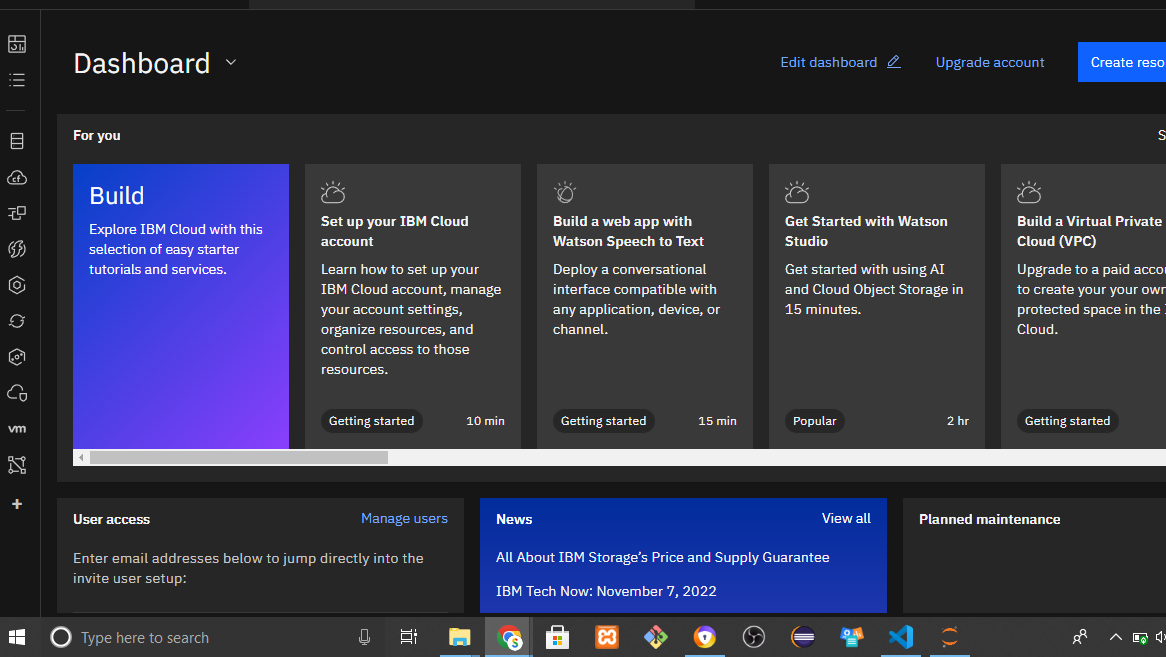 Dashboard
Edit dashboard
Upgrade account
Create reso
For you
S
Build
Explore IBM Cloud with this
selection of easy starter
tutorials and services.
Set up your IBM Cloud
account
Learn how to set up your
IBM Cloud account, manage
your account settings,
organize resources, and
control access to those
resources.
Getting started
10 min
Build a web app with
Watson Speech to Text
Deploy a conversational
interface compatible with
any application, device, or
channel.
Getting started
15 min
Get Started with Watson
Studio
Get started with using AI
and Cloud Object Storage in
15 minutes.
Popular
2 hr
Build a Virtual Private
Cloud (VPC)
Upgrade to a paid accou
to create your your own
protected space in the I
Cloud.
Getting started
cf
vm
User access
Manage users
Enter email addresses below to jump directly into the
invite user setup:
News
View all
All About IBM Storage’s Price and Supply Guarantee
IBM Tech Now: November 7, 2022
Planned maintenance
Type here to search
S